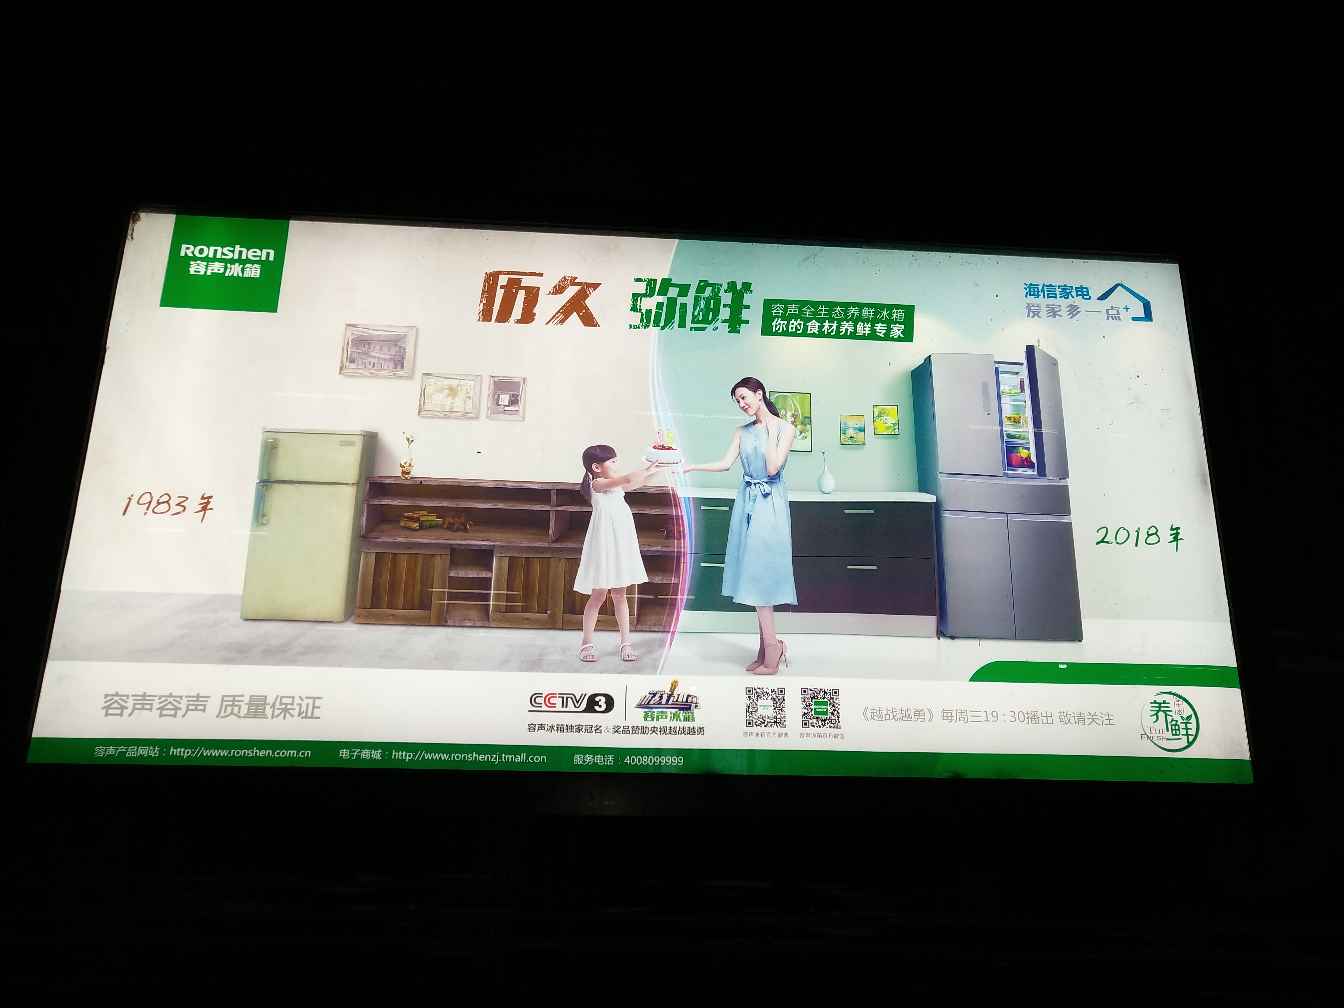 Ronshen
容声冰箱
历久 弥鲜
容声全生态养鲜冰箱
你的食材养鲜专家
海信家电
爱家多一点+
1983年
2018年
容声容声 质量保证
CCTV 3
容声冰箱
容声冰箱独家冠名&奖品赞助央视越战越勇
《越战越勇》每周三19:30播出 敬请关注
养鲜
容声产品网站:http://www.ronshen.com.cn 电子商城:http://www.ronshenzj.tmall.con 服务电话:4008099999